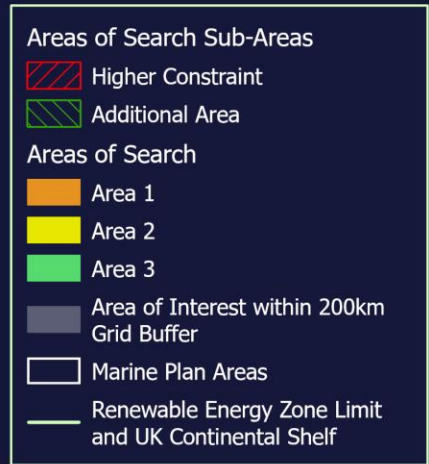 Areas of Search Sub-Areas
Higher Constraint
Additional Area
Areas of Search
Area 1
Area 2
Area 3
Area of Interest within 200km
Grid Buffer
Marine Plan Areas
Renewable Energy Zone Limit
and UK Continental Shelf